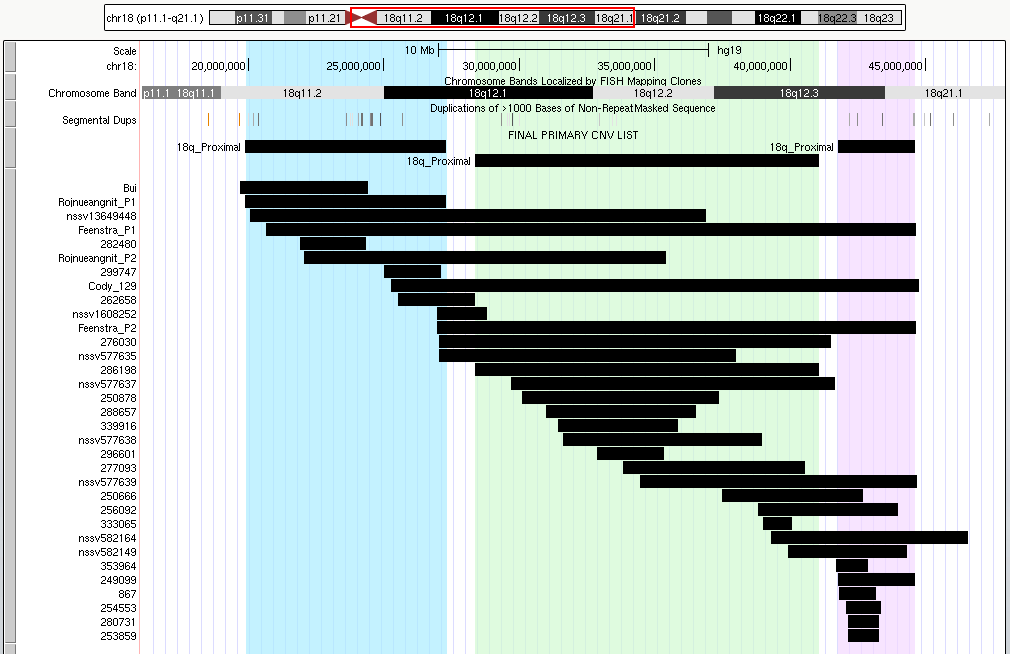 chr18 (p11.1-q21.1) p11.31 p11.21 18q11.2 18q12.1 18q12.2 18q12.3 18q21.1 18q21.2 18q22.1 18q22.3 18q23
Scale 10 Mb hg19
chr18: 20,000,000 25,000,000 30,000,000 35,000,000 40,000,000 45,000,000
Chromosome Bands Localized by FISH Mapping Clones
Chromosome Band p11.1 18q11.1 18q11.2 18q12.1 18q12.2 18q12.3 18q21.1
Duplications of >1000 Bases of Non-RepeatMasked Sequence
Segmental Dups
FINAL PRIMARY CNV LIST
18q_Proximal 18q_Proximal
18q_Proximal
Bui
Rojnueangnit_P1
nssv13649448
Feenstra_P1
282480
Rojnueangnit_P2
299747
Cody_129
262658
nssv1608252
Feenstra_P2
276030
nssv577635
286198
nssv577637
250878
288657
339916
nssv577638
296601
277093
nssv577639
250666
256092
333065
nssv582164
nssv582149
353964
249099
867
254553
280731
253859